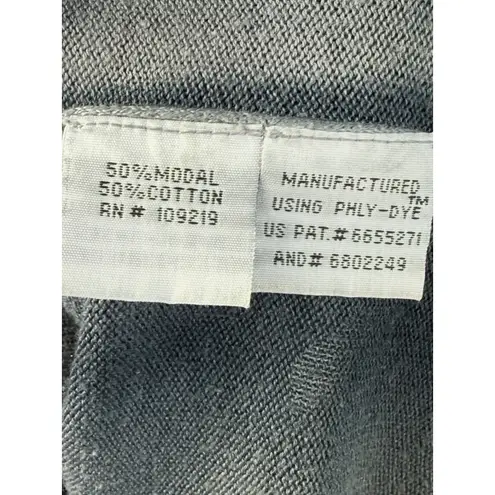 50%MODAL
50%COTTON
RN # 109219
MANUFACTURED
USING PHLY-DYE™
US PAT.# 6655271
AND# 6802249